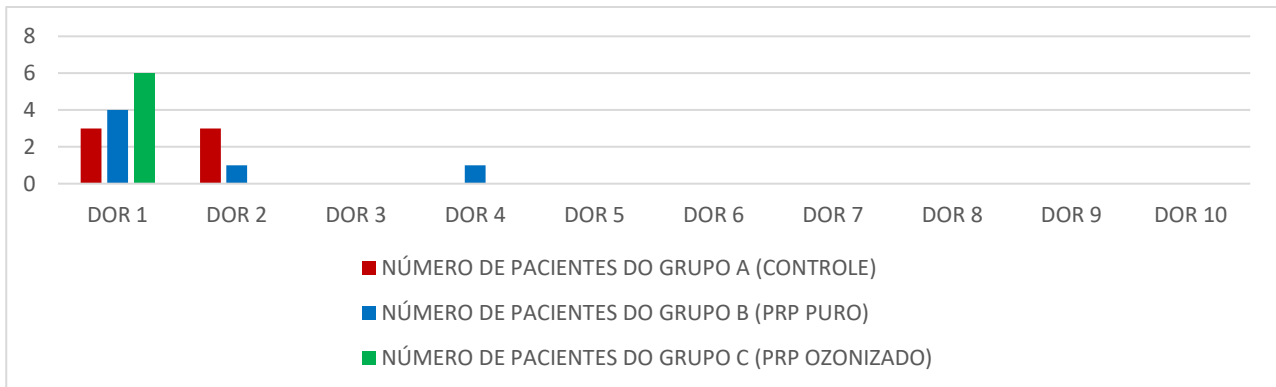 8
6
4
2
0
DOR 1 DOR 2 DOR 3 DOR 4 DOR 5 DOR 6 DOR 7 DOR 8 DOR 9 DOR 10
NÚMERO DE PACIENTES DO GRUPO A (CONTROLE)
NÚMERO DE PACIENTES DO GRUPO B (PRP PURO)
NÚMERO DE PACIENTES DO GRUPO C (PRP OZONIZADO)